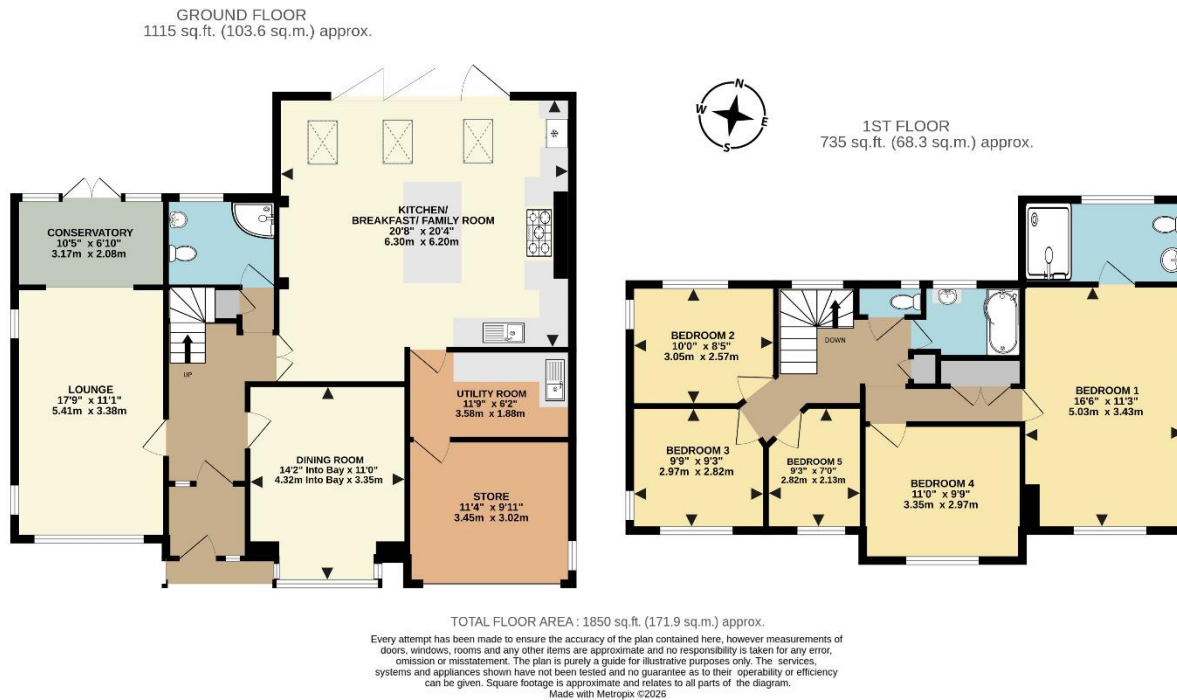 GROUND FLOOR
1115 sq.ft. (103.6 sq.m.) approx.
CONSERVATORY
10'5" x 6'10"
3.17m x 2.08m
KITCHEN/
BREAKFAST/ FAMILY ROOM
20'8" x 20'4"
6.30m x 6.20m
LOUNGE
17'9" x 11'1"
5.41m x 3.38m
UP
UTILITY ROOM
11'9" x 6'2"
3.58m x 1.88m
DINING ROOM
14'2" Into Bay x 11'0"
4.32m Into Bay x 3.35m
STORE
11'4" x 9'11"
3.45m x 3.02m
N
W
E
S
1ST FLOOR
735 sq.ft. (68.3 sq.m.) approx.
BEDROOM 2
10'0" x 8'5"
3.05m x 2.57m
DOWN
BEDROOM 1
16'6" x 11'3"
5.03m x 3.43m
BEDROOM 3
9'9" x 9'3"
2.97m x 2.82m
BEDROOM 5
9'3" x 7'0"
2.82m x 2.13m
BEDROOM 4
11'0" x 9'9"
3.35m x 2.97m
TOTAL FLOOR AREA : 1850 sq.ft. (171.9 sq.m.) approx.
Every attempt has been made to ensure the accuracy of the plan contained here, however measurements of
doors, windows, rooms and any other items are approximate and no responsibility is taken for any error,
omission or misstatement. The plan is purely a guide for illustrative purposes only. The services,
systems and appliances shown have not been tested and no guarantee as to their operability or efficiency
can be given. Square footage is approximate and relates to all parts of the diagram.
Made with Metropix ©2026